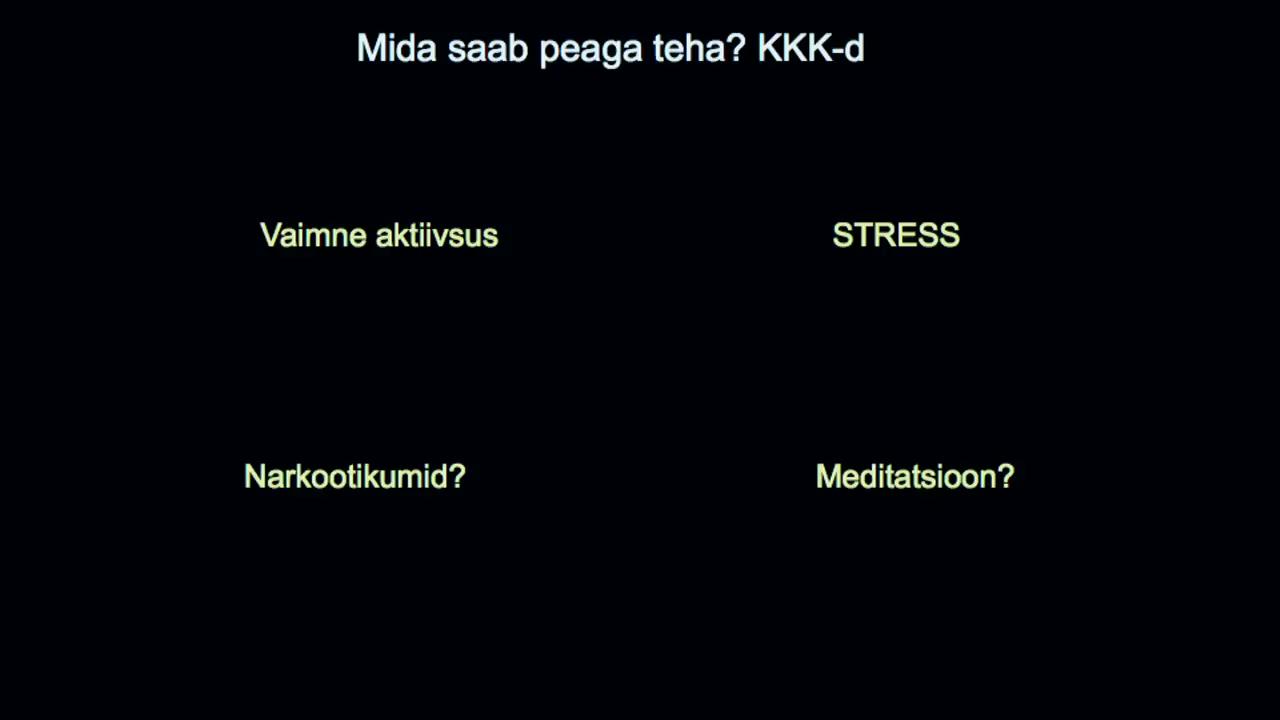 Mida saab peaga teha? KKK-d
Vaimne aktiivsus
STRESS
Narkootikumid?
Meditatsioon?